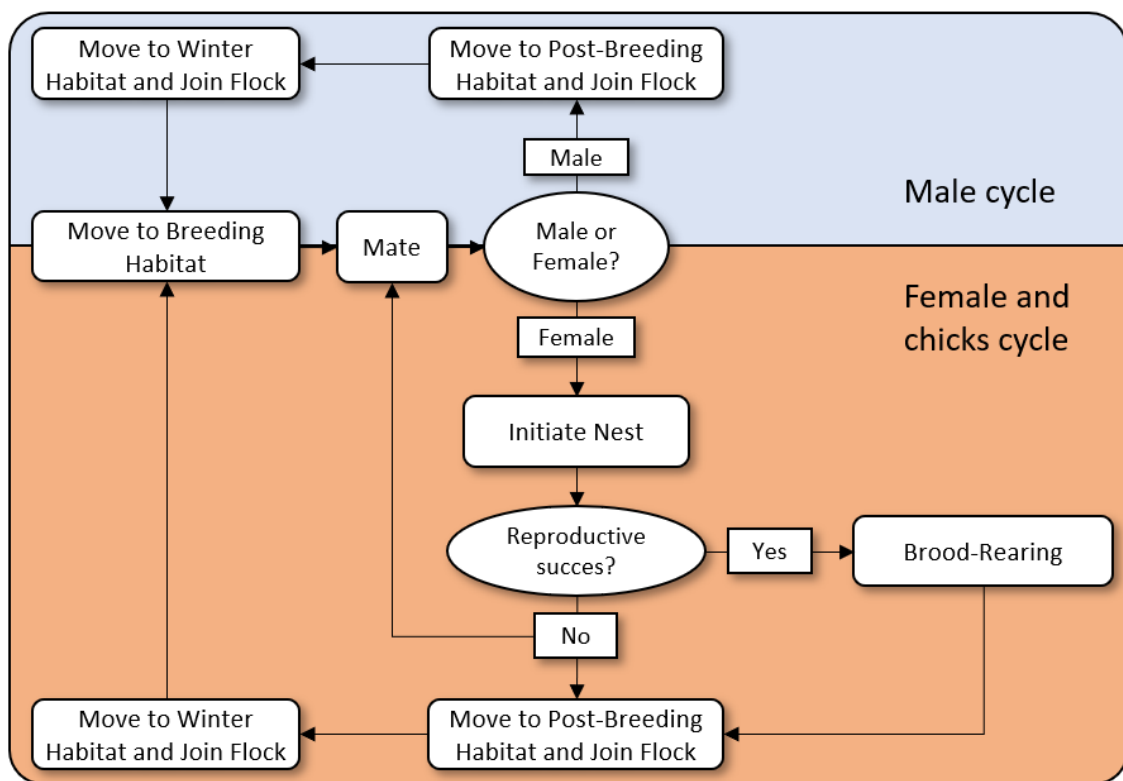 Move to Winter
Habitat and Join Flock
Move to Post-Breeding
Habitat and Join Flock
Male
Male cycle
Move to Breeding
Habitat
Mate
Male or
Female?
Female and
chicks cycle
Female
Initiate Nest
Reproductive
succes?
Yes
Brood-Rearing
No
Move to Winter
Habitat and Join Flock
Move to Post-Breeding
Habitat and Join Flock